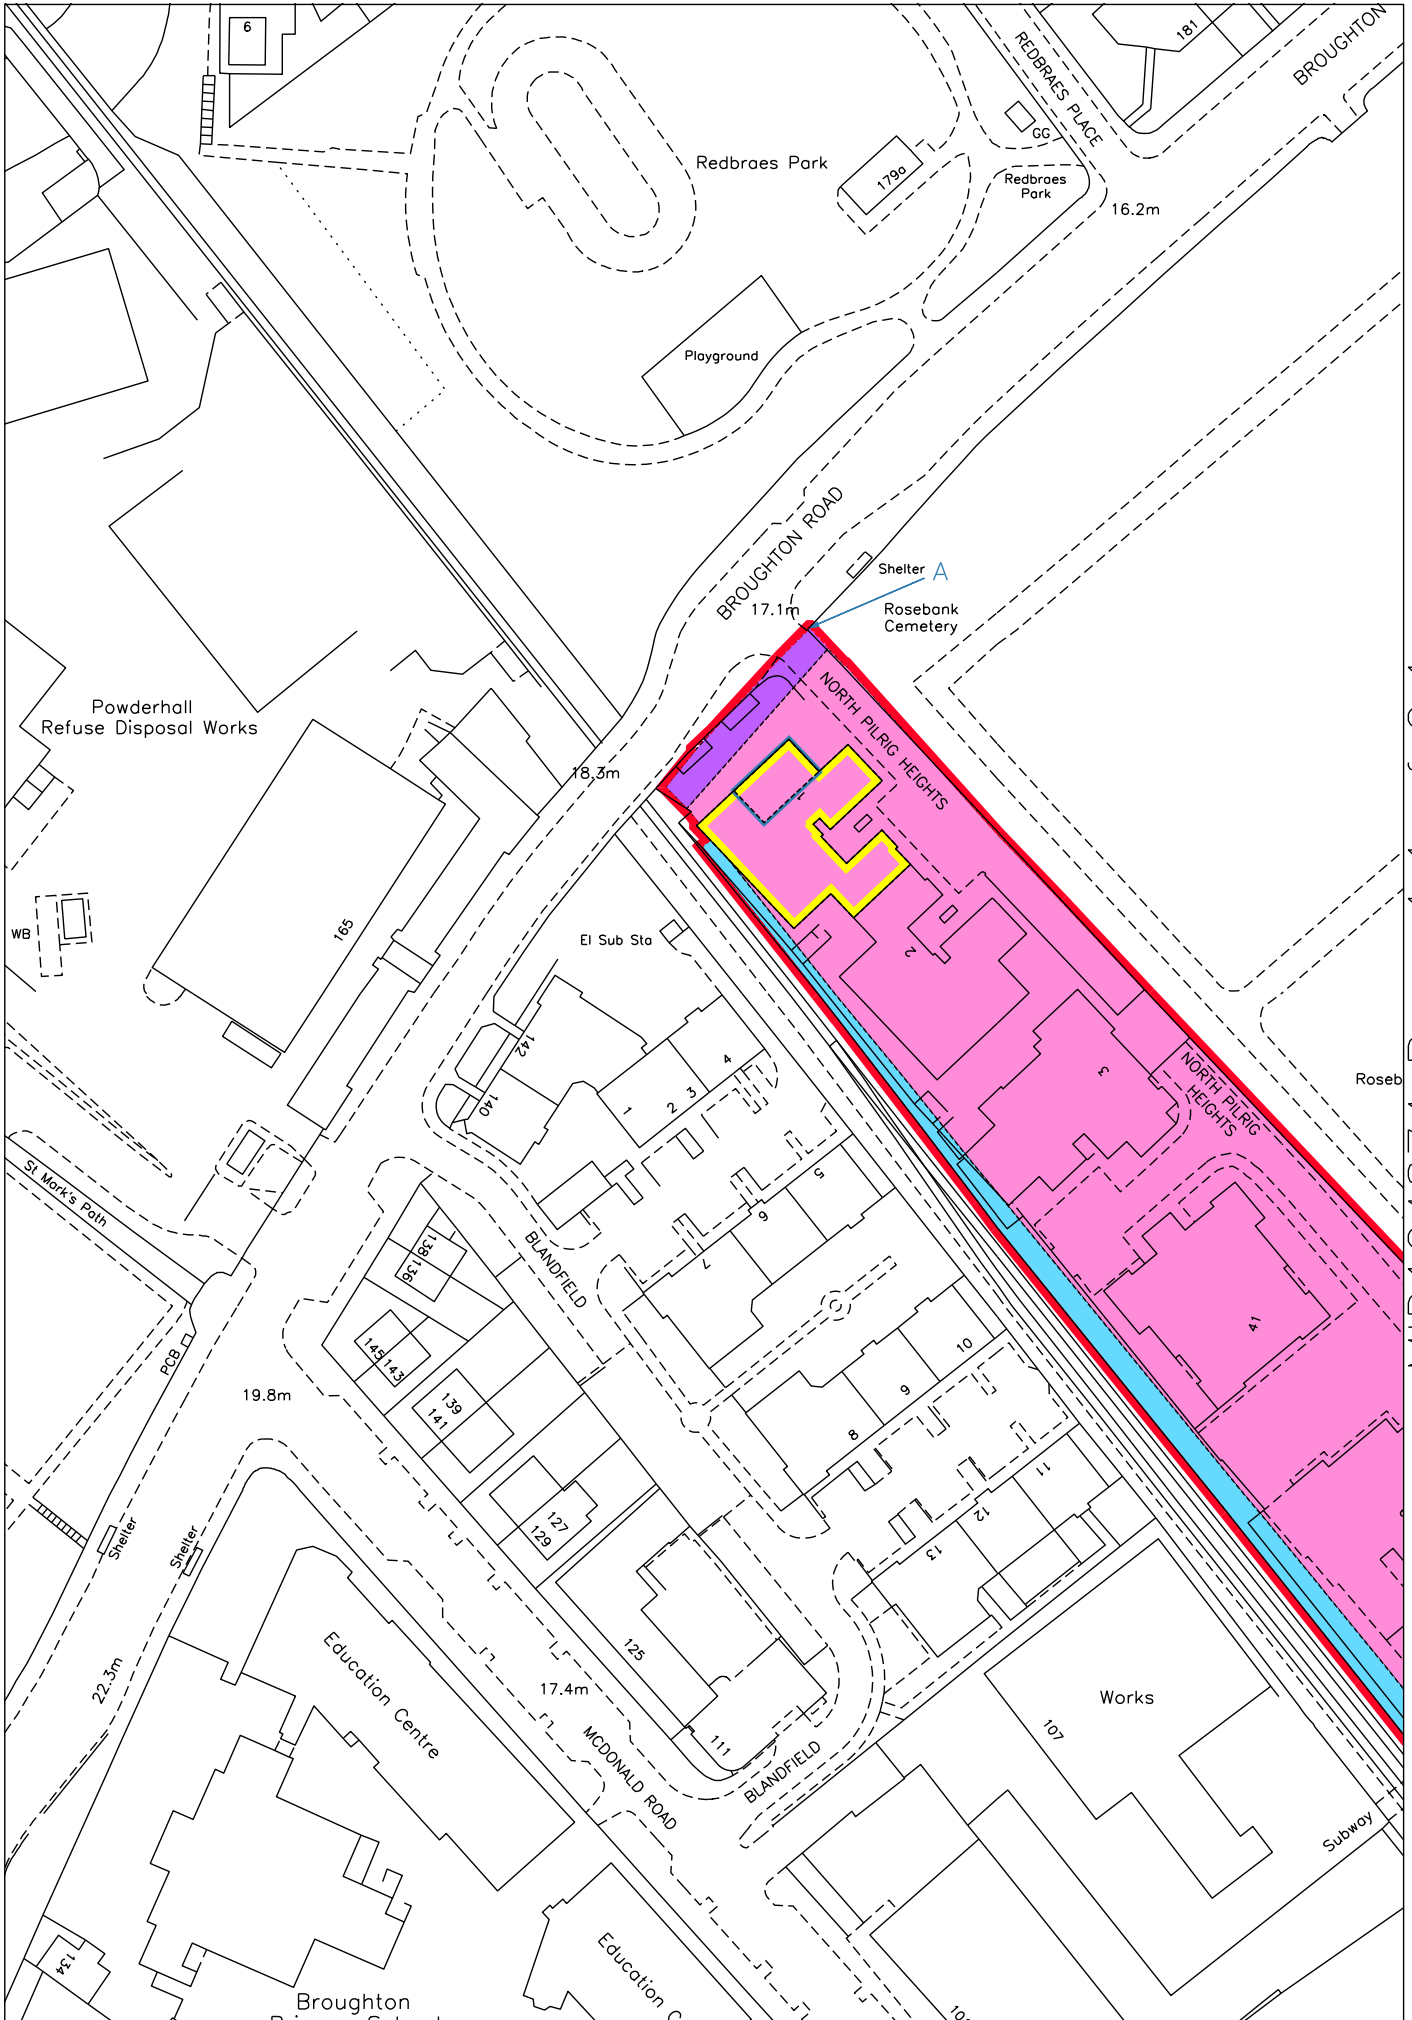 6
181
BROUGHTON
REDBRAES PLACE
GG
Redbraes Park
179a
Redbraes
Park
16.2m
Playground
BROUGHTON ROAD
Shelter
A
17.1m
Rosebank
Cemetery
Powderhall
Refuse Disposal Works
NORTH PILRIG HEIGHTS
18.3m
1
165
WB
El Sub Sta
2
142
4
3
2
1
3
140
NORTH PILRIG
HEIGHTS
Roseb
St Mark's Path
5
6
7
BLANDFIELD
138
136
41
PCB
145
143
10
19.8m
139
141
9
8
11
127
129
12
Shelter
Shelter
13
125
Education Centre
22.3m
17.4m
Works
107
111
MCDONALD ROAD
BLANDFIELD
Subway
134
Education C
Broughton